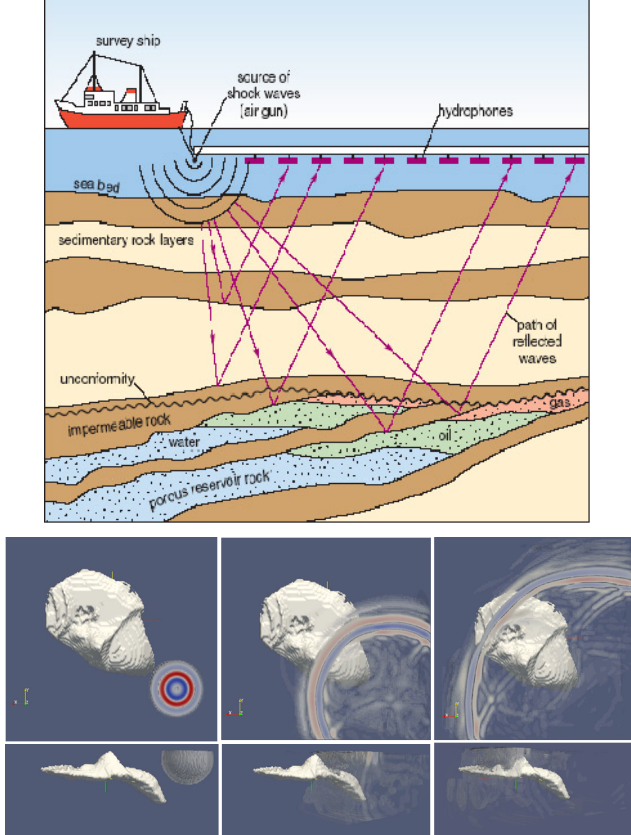 survey ship
source of
shock waves
(air gun)
hydrophones
sea bed
sedimentary rock layers
path of
reflected
waves
unconformity
gas
impermeable rock
oil
water
porous reservoir rock